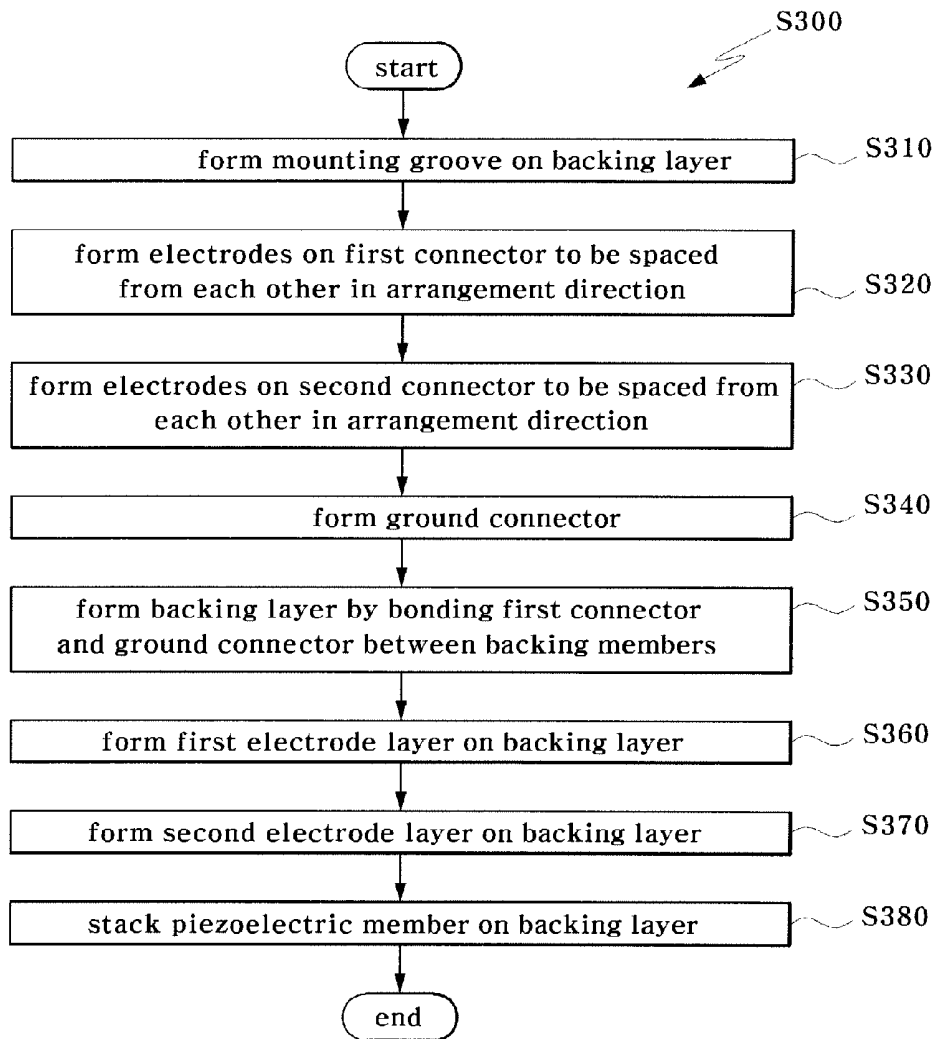 S300
start
form mounting groove on backing layer
S310
form electrodes on first connector to be spaced
from each other in arrangement direction
S320
form electrodes on second connector to be spaced from
each other in arrangement direction
S330
form ground connector
S340
form backing layer by bonding first connector
and ground connector between backing members
S350
form first electrode layer on backing layer
S360
form second electrode layer on backing layer
S370
stack piezoelectric member on backing layer
S380
end